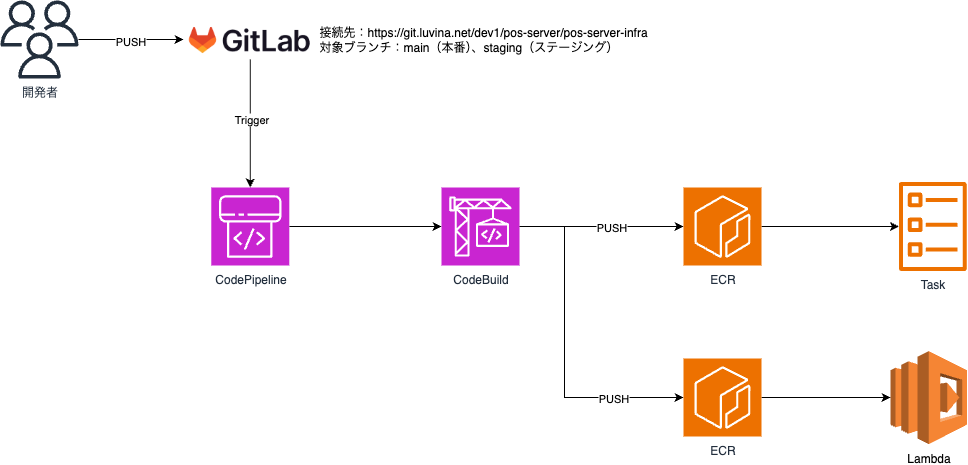 PUSH
GitLab
接続先：https://git.luvina.net/dev1/pos-server/pos-server-infra
対象ブランチ：main（本番）、staging（ステージング）
開発者
Trigger
PUSH
CodePipeline
CodeBuild
ECR
Task
PUSH
ECR
Lambda